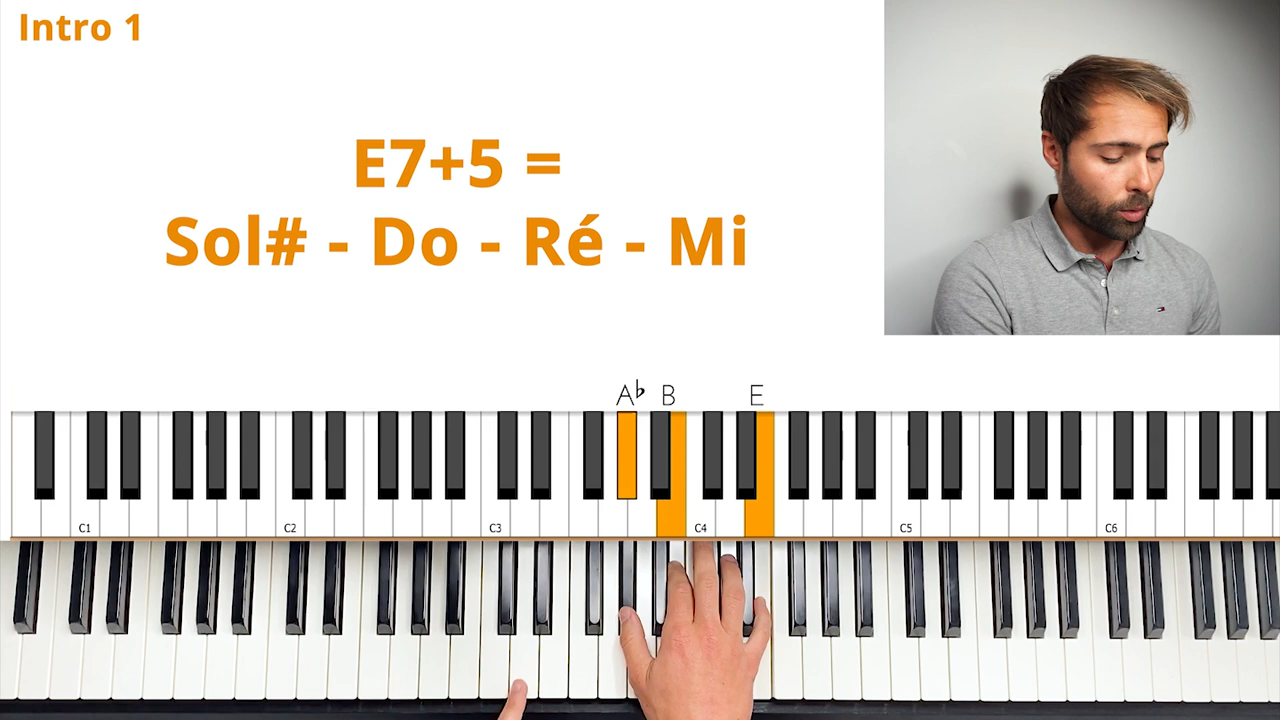 Intro 1
E7+5 =
Sol# - Do - Ré - Mi
A♭ B E
C1 C2 C3 C4 C5 C6